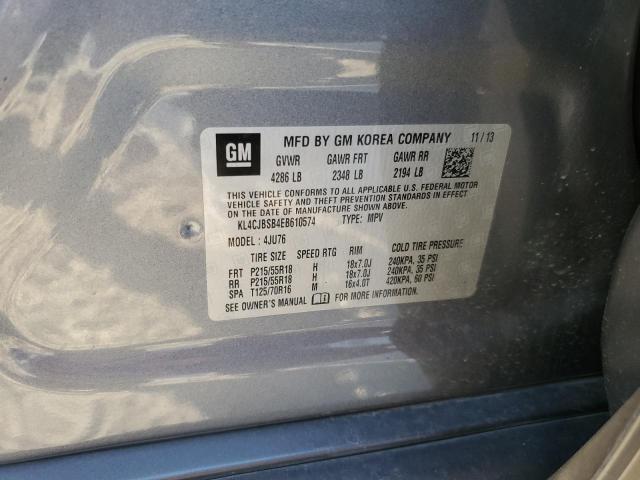 GM MFD BY GM KOREA COMPANY 11 / 13
GVWR GAWR FRT GAWR RR
4286 LB 2348 LB 2194 LB
THIS VEHICLE CONFORMS TO ALL APPLICABLE U.S. FEDERAL MOTOR
VEHICLE SAFETY AND THEFT PREVENTION STANDARDS IN EFFECT
ON THE DATE OF MANUFACTURE SHOWN ABOVE.
KL4CJBSB4EB610574 TYPE: MPV
MODEL : 4JU76
TIRE SIZE SPEED RTG RIM COLD TIRE PRESSURE
FRT P215/55R18 H 18x7.0J 240KPA, 35 PSI
RR P215/55R18 H 18x7.0J 240KPA, 35 PSI
SPA T125/70R16 M 16x4.0T 420KPA, 60 PSI
SEE OWNER'S MANUAL FOR MORE INFORMATION.